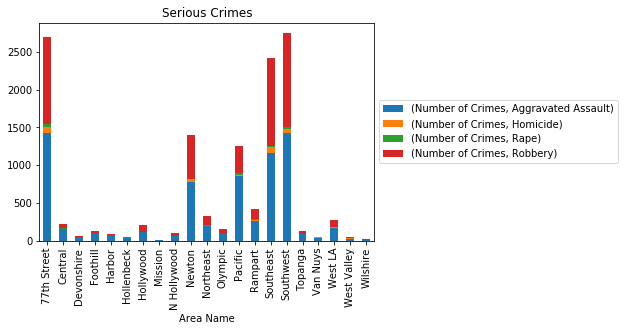 Serious Crimes
2500
2000
1500
1000
500
0
77th Street
Central
Devonshire
Foothill
Harbor
Hollenbeck
Hollywood
Mission
N Hollywood
Newton
Northeast
Olympic
Pacific
Rampart
Southeast
Southwest
Topanga
Van Nuys
West LA
West Valley
Wilshire
Area Name
(Number of Crimes, Aggravated Assault)
(Number of Crimes, Homicide)
(Number of Crimes, Rape)
(Number of Crimes, Robbery)